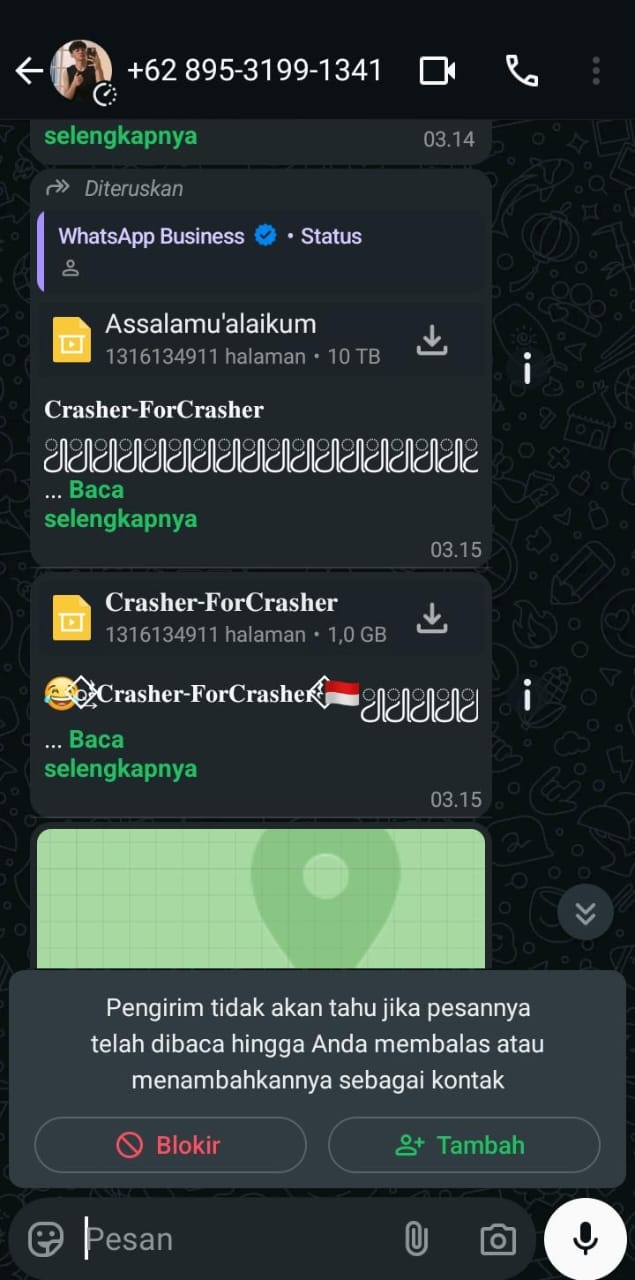 +62 895-3199-1341
selengkapnya
03.14
Diteruskan
WhatsApp Business • Status
Assalamu'alaikum
1316134911 halaman • 10 TB
Crasher-ForCrasher
... Baca
selengkapnya
03.15
Crasher-ForCrasher
1316134911 halaman • 1,0 GB
😂Crasher-ForCrasher🇮🇩
... Baca
selengkapnya
03.15
Pengirim tidak akan tahu jika pesannya
telah dibaca hingga Anda membalas atau
menambahkannya sebagai kontak
Blokir
Tambah
Pesan